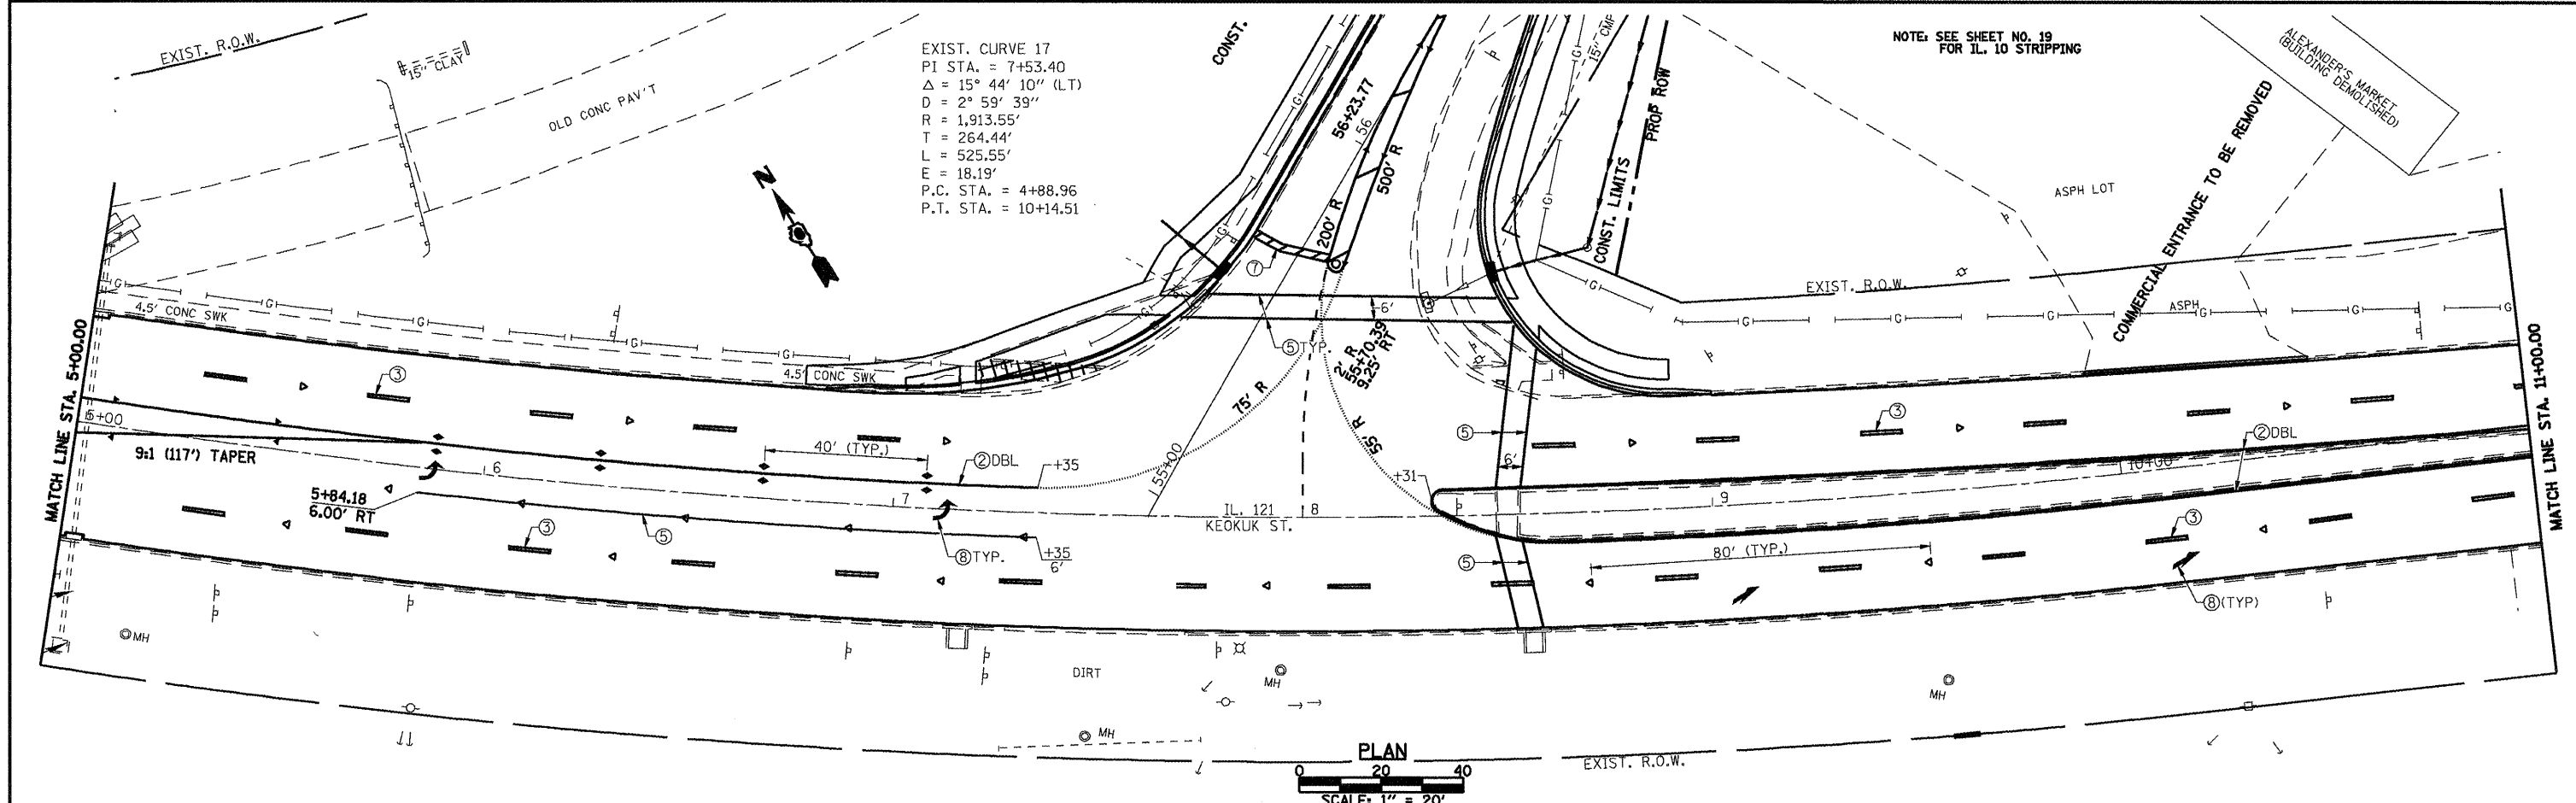 EXIST. R.O.W.
15" CLAY
OLD CONC PAV'T
EXIST. CURVE 17
PI STA. = 7+53.40
Δ = 15° 44' 10" (LT)
D = 2° 59' 39"
R = 1,913.55'
T = 264.44'
L = 525.55'
E = 18.19'
P.C. STA. = 4+88.96
P.T. STA. = 10+14.51
CONST.
N
56+23.77
56
500' R
200' R
7
15" CMP
PROP ROW
CONST. LIMITS
NOTE: SEE SHEET NO. 19
FOR IL. 10 STRIPPING
ALEXANDER'S MARKET
(BUILDING DEMOLISHED)
COMMERCIAL ENTRANCE TO BE REMOVED
ASPH LOT
EXIST. R.O.W.
ASPH
G G G G G G
4.5' CONC SWK
4.5' CONC SWK
6'
5 TYP.
2' R
55+70.39
9.25' RT
75' R
55' R
55+00
MATCH LINE STA. 5+00.00
5+00
9:1 (117') TAPER
3
6
40' (TYP.)
2 DBL
+35
5+84.18
6.00' RT
7
3
5
8 TYP.
+35
6'
IL. 121
KEOKUK ST.
8
+31
5
6'
5
3
9
10+00
2 DBL
80' (TYP.)
3
8 (TYP)
MATCH LINE STA. 11+00.00
MH
DIRT
MH
MH
MH
PLAN
0 20 40
SCALE: 1" = 20'
EXIST. R.O.W.